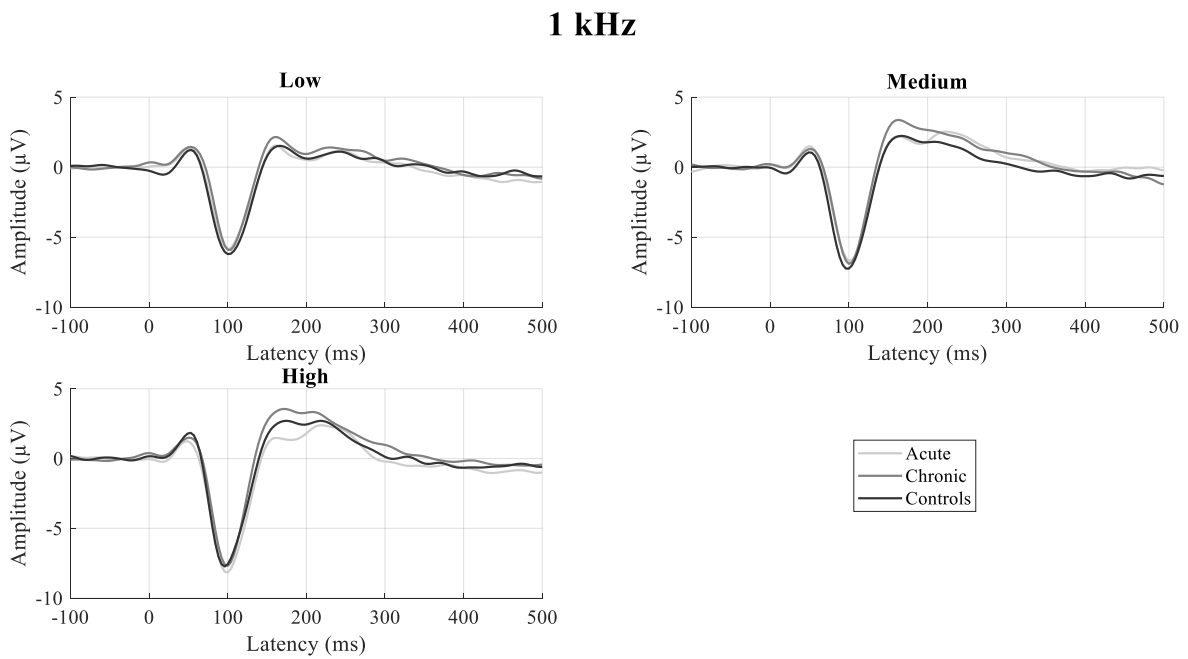 1 kHz
Low
5
0
-5
-10
Amplitude (µV)
-100 0 100 200 300 400 500
Latency (ms)
Medium
5
0
-5
-10
Amplitude (µV)
-100 0 100 200 300 400 500
Latency (ms)
High
5
0
-5
-10
Amplitude (µV)
-100 0 100 200 300 400 500
Latency (ms)
Acute
Chronic
Controls